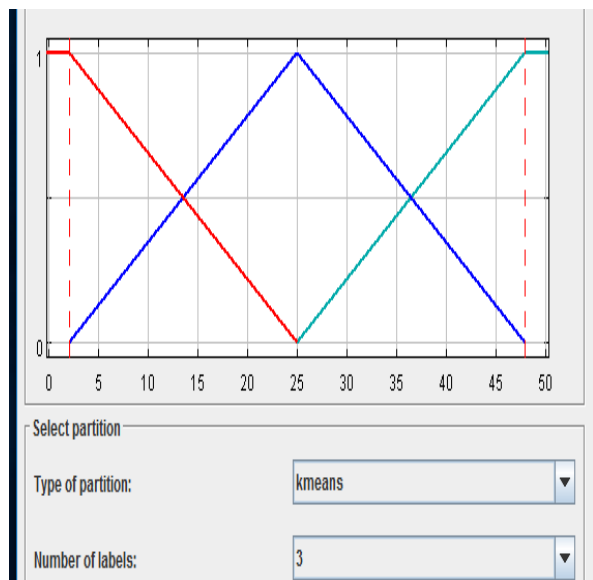 1
0
0 5 10 15 20 25 30 35 40 45 50
Select partition
Type of partition: kmeans
Number of labels: 3